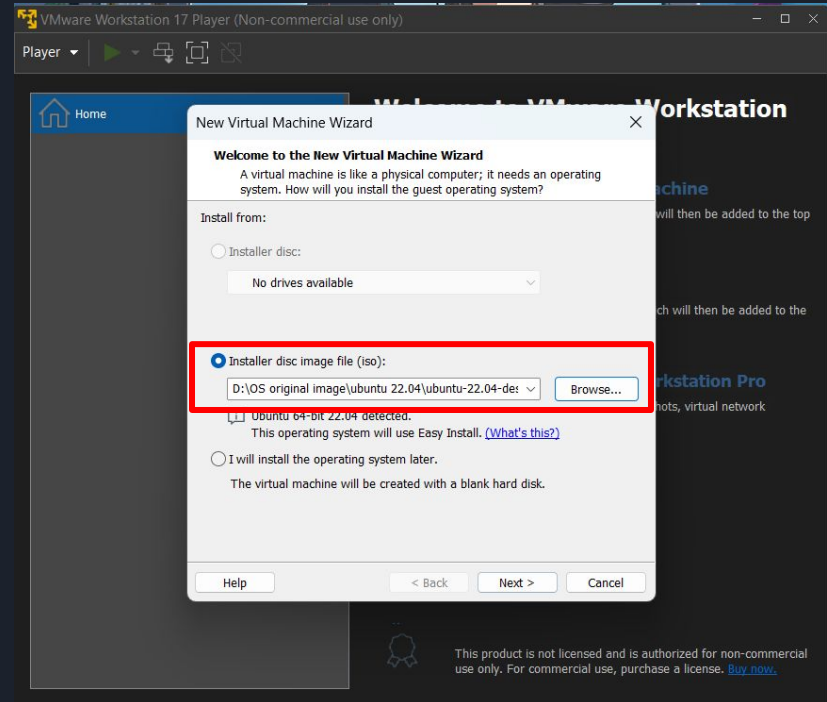 VMware Workstation 17 Player (Non-commercial use only)
Player
Home
Workstation
New Virtual Machine Wizard
Welcome to the New Virtual Machine Wizard
A virtual machine is like a physical computer; it needs an operating
system. How will you install the guest operating system?
achine
will then be added to the top
Install from:
Installer disc:
No drives available
ch will then be added to the
Installer disc image file (iso):
D:\OS original image\ubuntu 22.04\ubuntu-22.04-des
Browse...
rkstation Pro
hots, virtual network
Ubuntu 64-bit 22.04 detected.
This operating system will use Easy Install. (What's this?)
I will install the operating system later.
The virtual machine will be created with a blank hard disk.
Help
< Back
Next >
Cancel
This product is not licensed and is authorized for non-commercial
use only. For commercial use, purchase a license. Buy now.